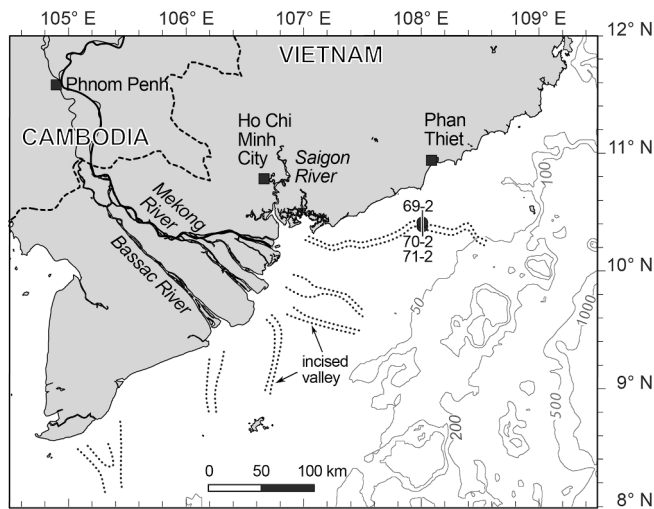 105° E
106° E
107° E
108° E
109° E
12° N
VIETNAM
Phnom Penh
CAMBODIA
Ho Chi
Minh
City
Saigon
River
Phan
Thiet
11° N
100
Mekong
River
69-2
70-2
71-2
Bassac River
10° N
50
1000
incised
valley
9° N
500
200
0
50
100 km
8° N